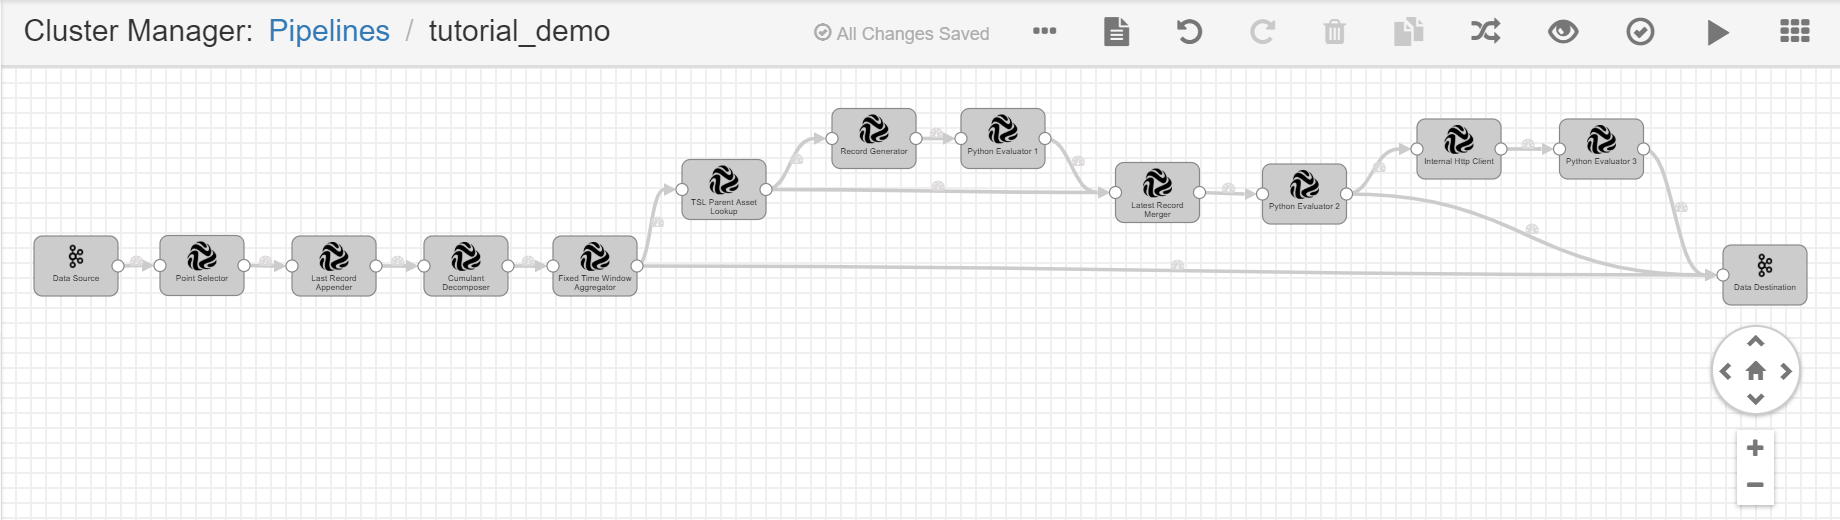 Cluster Manager: Pipelines / tutorial_demo
All Changes Saved
Record Generator
Python Evaluator 1
Internal Http Client
Python Evaluator 3
TSL Parent Asset
Lookup
Latest Record
Merger
Python Evaluator 2
Data Source
Point Selector
Last Record
Appender
Cumulant
Decomposer
Fixed Time Window
Aggregator
Data Destination